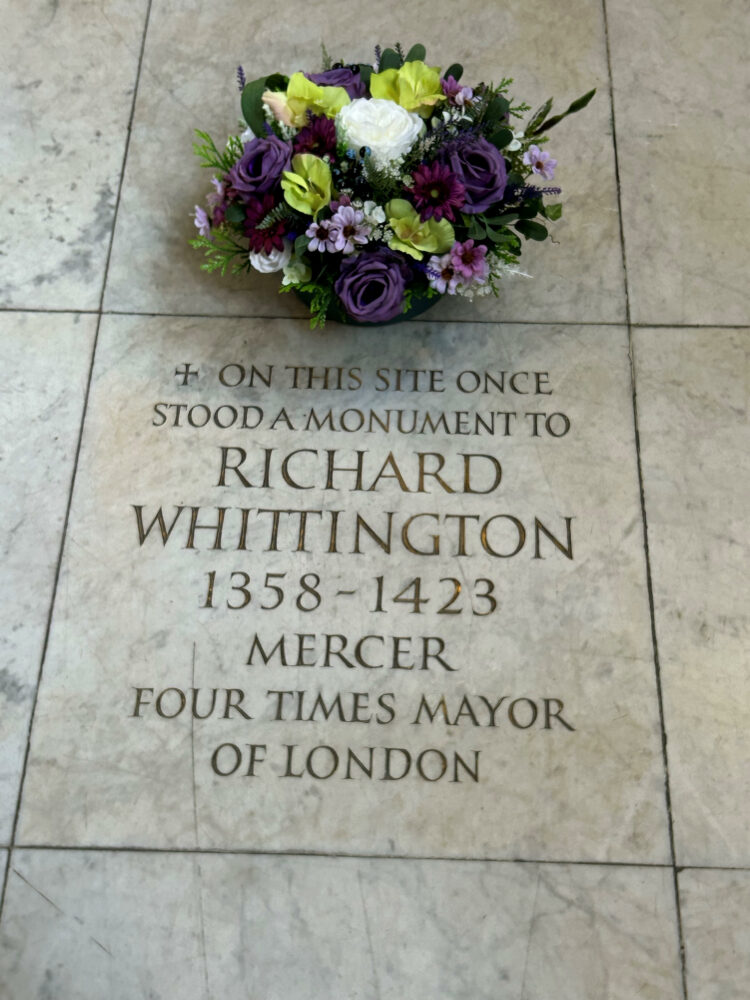 ✢ ON THIS SITE ONCE
STOOD A MONUMENT TO
RICHARD
WHITTINGTON
1358 - 1423
MERCER
FOUR TIMES MAYOR
OF LONDON